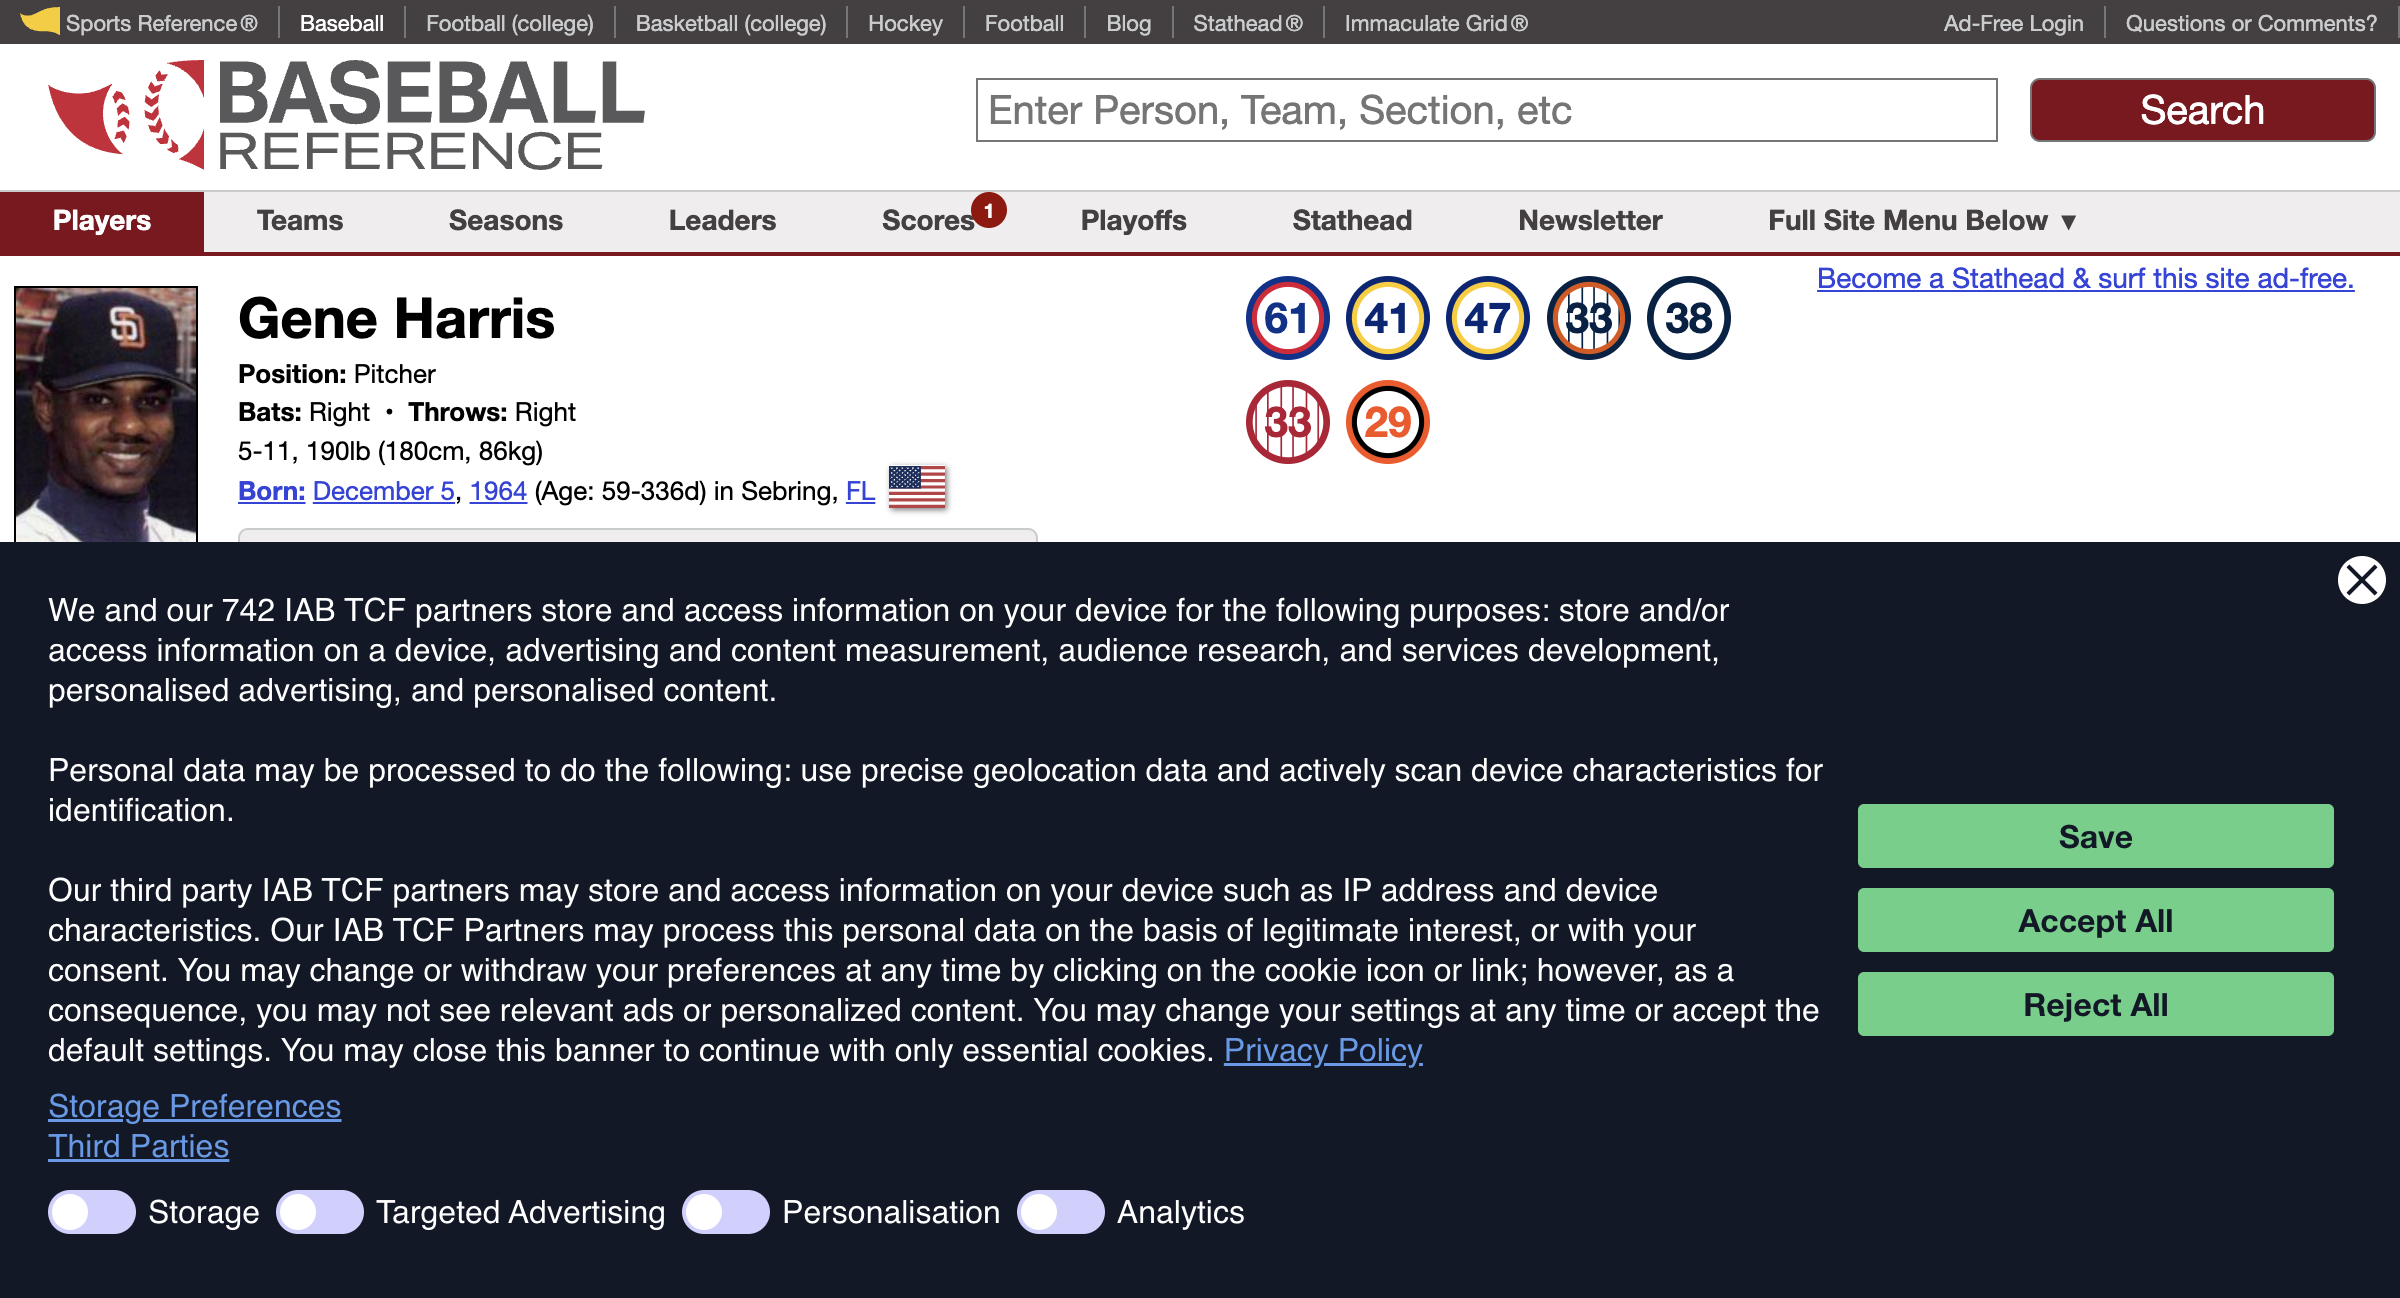 Sports Reference®
Baseball
Football (college)
Basketball (college)
Hockey
Football
Blog
Stathead®
Immaculate Grid®
Ad-Free Login
Questions or Comments?
BASEBALL
REFERENCE
Enter Person, Team, Section, etc
Search
Players
Teams
Seasons
Leaders
Scores
1
Playoffs
Stathead
Newsletter
Full Site Menu Below ▼
SD
Gene Harris
Position: Pitcher
Bats: Right • Throws: Right
5-11, 190lb (180cm, 86kg)
Born: December 5, 1964 (Age: 59-336d) in Sebring, FL
61 41 47 33 38
33 29
Become a Stathead & surf this site ad-free.
We and our 742 IAB TCF partners store and access information on your device for the following purposes: store and/or
access information on a device, advertising and content measurement, audience research, and services development,
personalised advertising, and personalised content.
Personal data may be processed to do the following: use precise geolocation data and actively scan device characteristics for
identification.
Our third party IAB TCF partners may store and access information on your device such as IP address and device
characteristics. Our IAB TCF Partners may process this personal data on the basis of legitimate interest, or with your
consent. You may change or withdraw your preferences at any time by clicking on the cookie icon or link; however, as a
consequence, you may not see relevant ads or personalized content. You may change your settings at any time or accept the
default settings. You may close this banner to continue with only essential cookies. Privacy Policy
Storage Preferences
Third Parties
Storage
Targeted Advertising
Personalisation
Analytics
Save
Accept All
Reject All